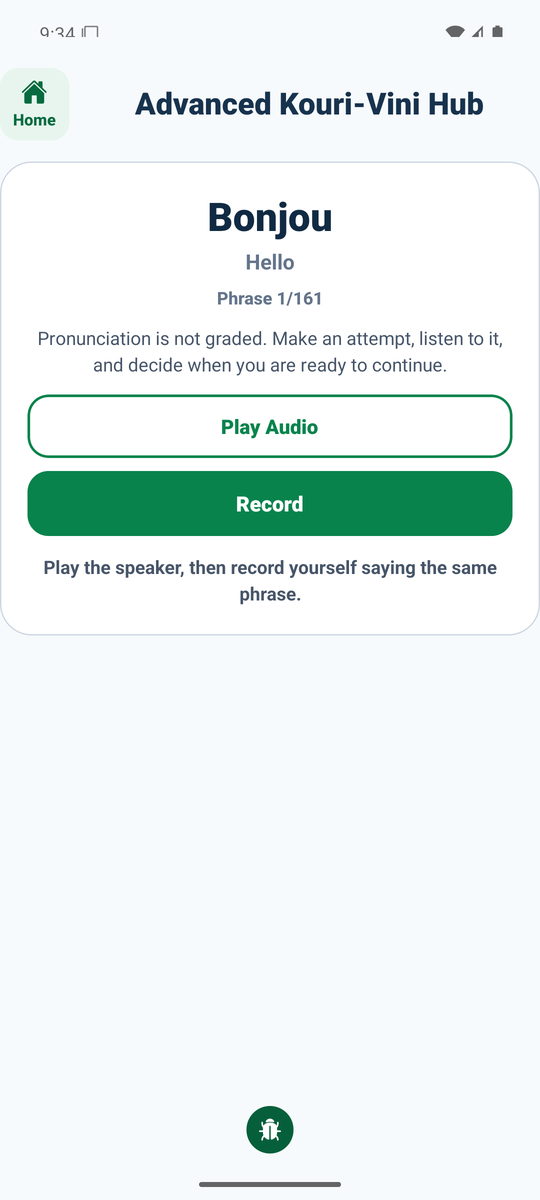 9:34
Home
Advanced Kouri-Vini Hub
Bonjou
Hello
Phrase 1/161
Pronunciation is not graded. Make an attempt, listen to it,
and decide when you are ready to continue.
Play Audio
Record
Play the speaker, then record yourself saying the same
phrase.